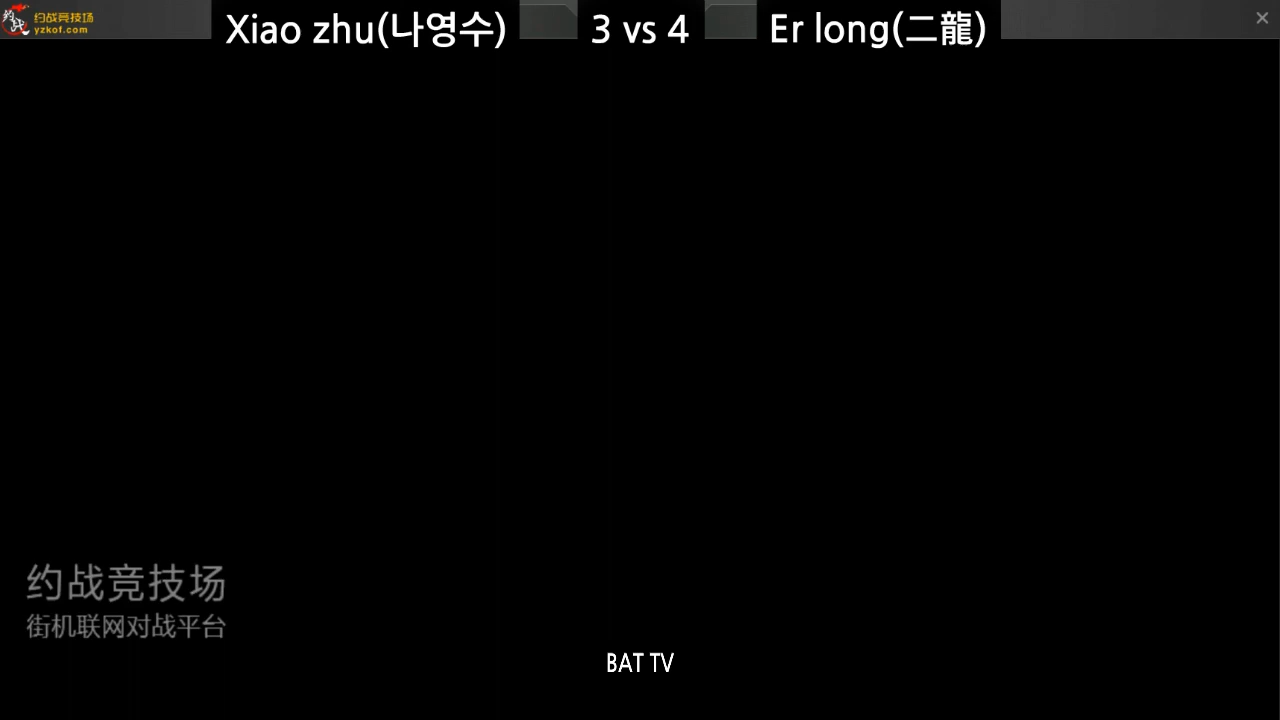 约战竞技场
yzkof.com
Xiao zhu(나영수)
3 vs 4
Er long(二龍)
约战竞技场
街机联网对战平台
BAT TV